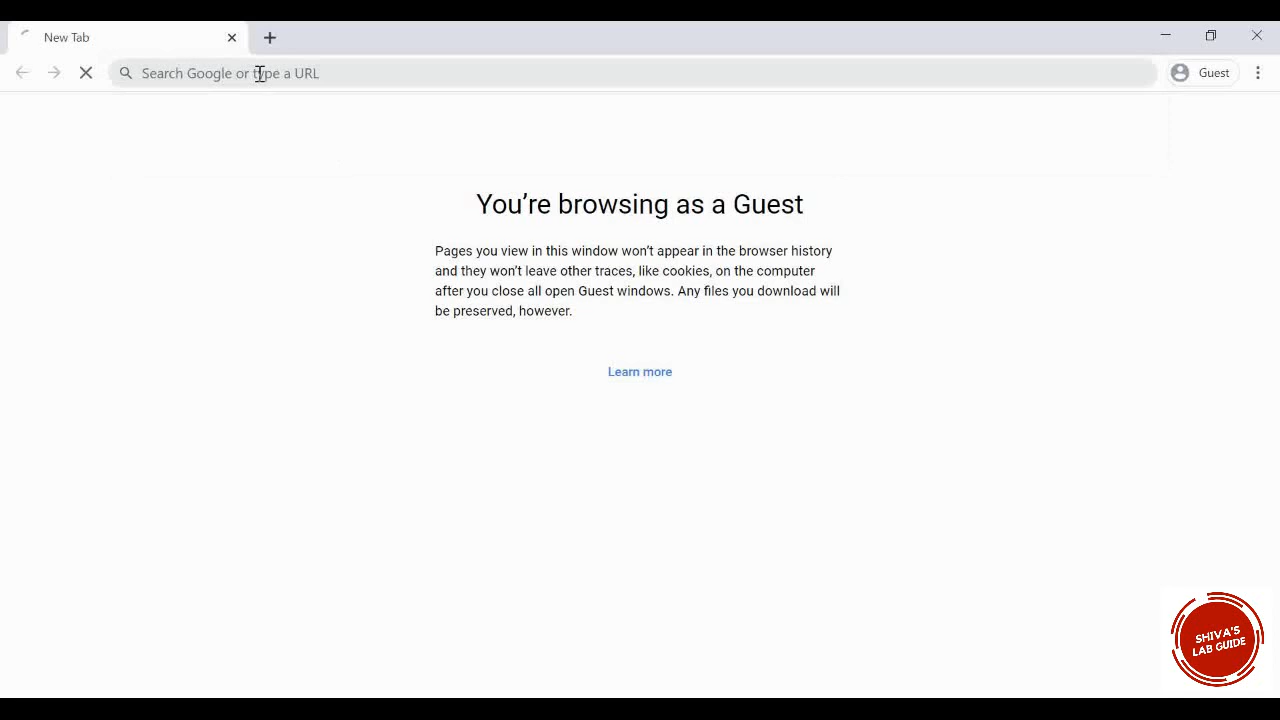 New Tab
Search Google or type a URL
Guest
You’re browsing as a Guest
Pages you view in this window won’t appear in the browser history
and they won’t leave other traces, like cookies, on the computer
after you close all open Guest windows. Any files you download will
be preserved, however.
Learn more
SHIVA'S
LAB GUIDE